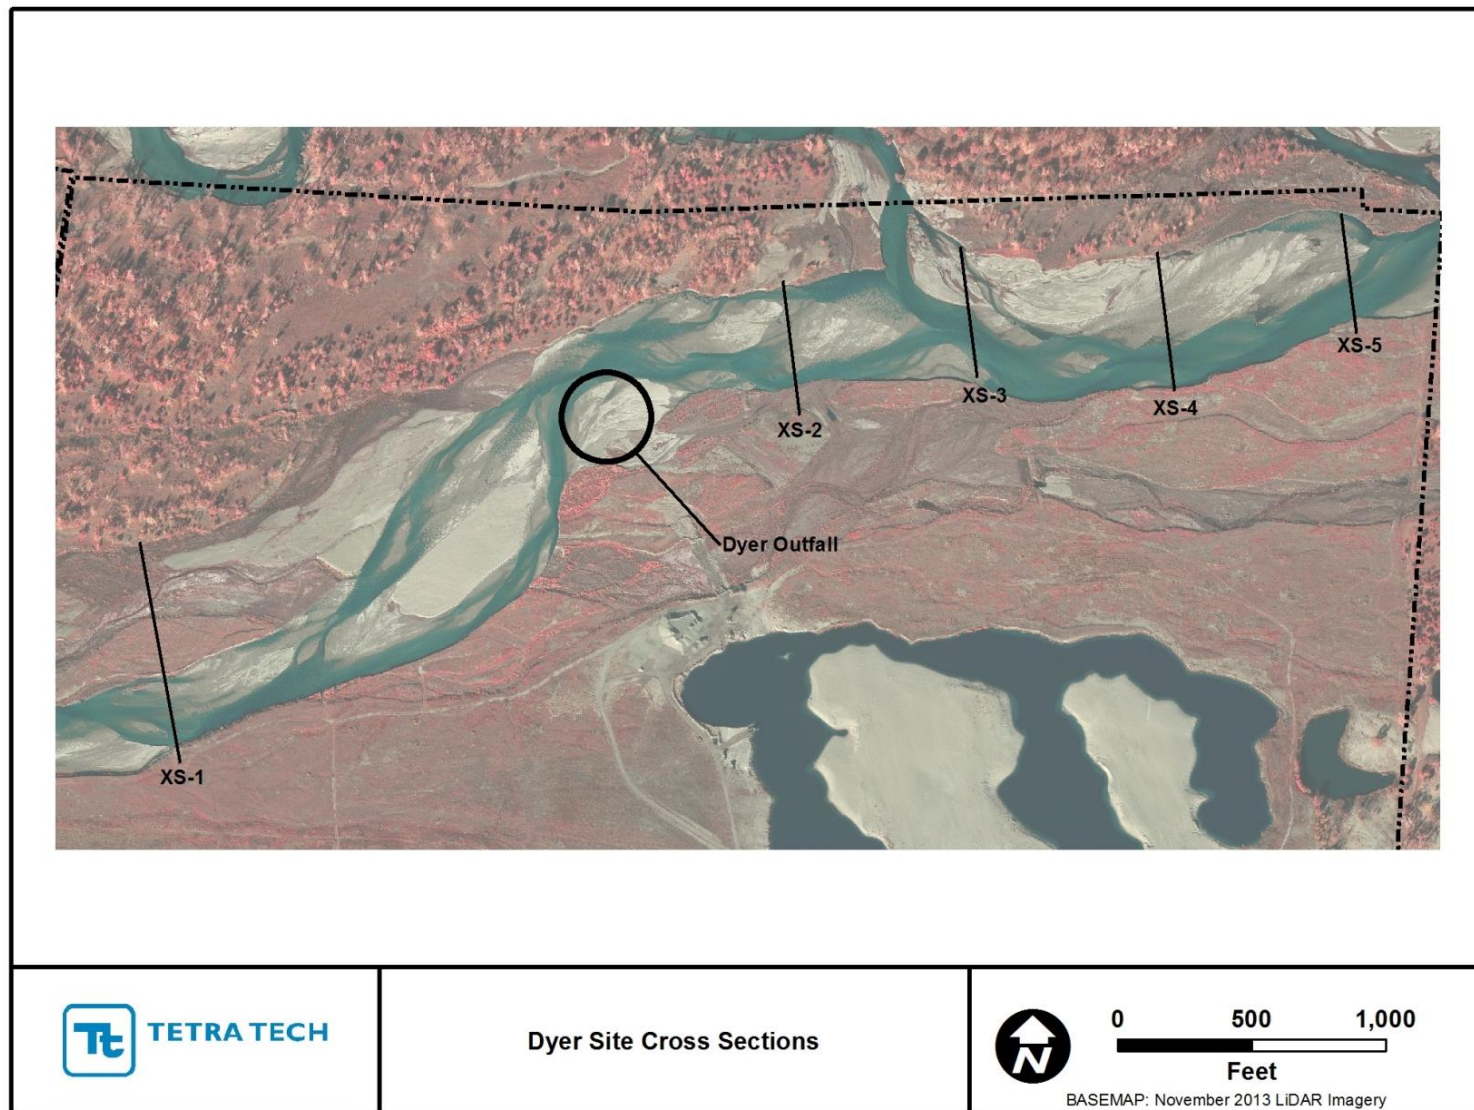 XS-5
XS-3
XS-4
XS-2
Dyer Outfall
XS-1
Tt TETRA TECH
Dyer Site Cross Sections
N
0 500 1,000
Feet
BASEMAP: November 2013 LiDAR Imagery